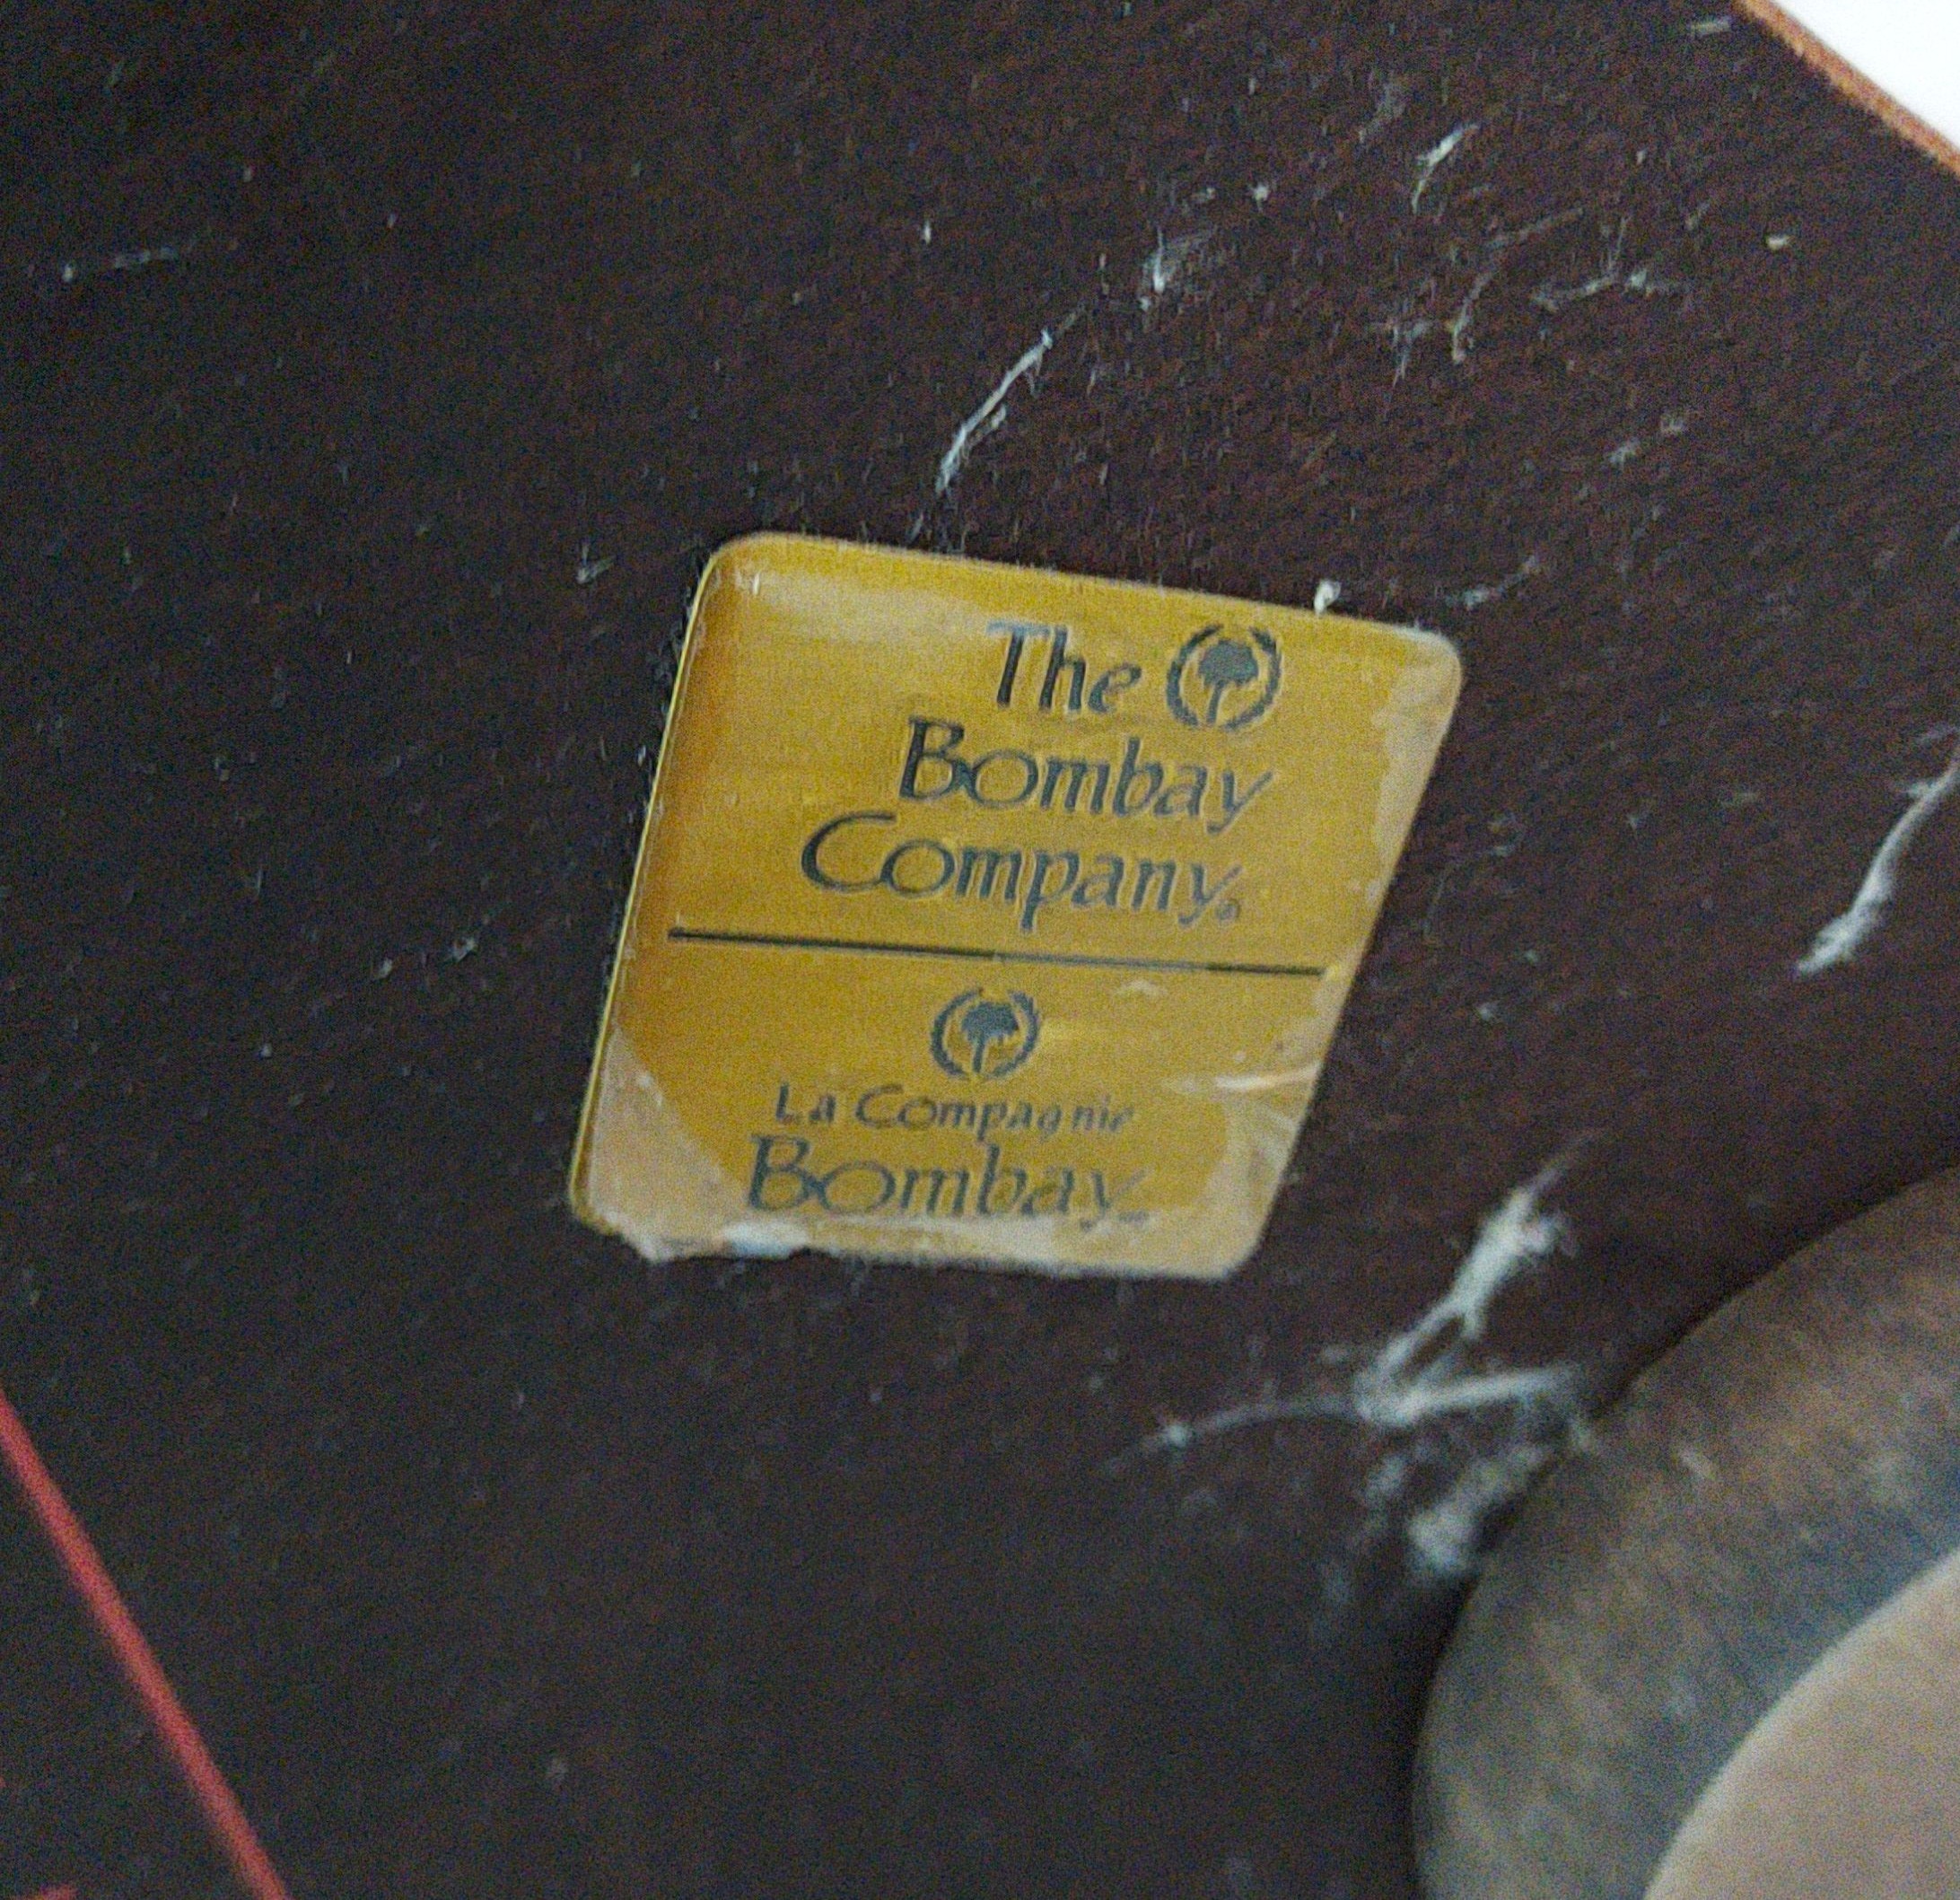 The
Bombay
Company®
La Compagnie
Bombay